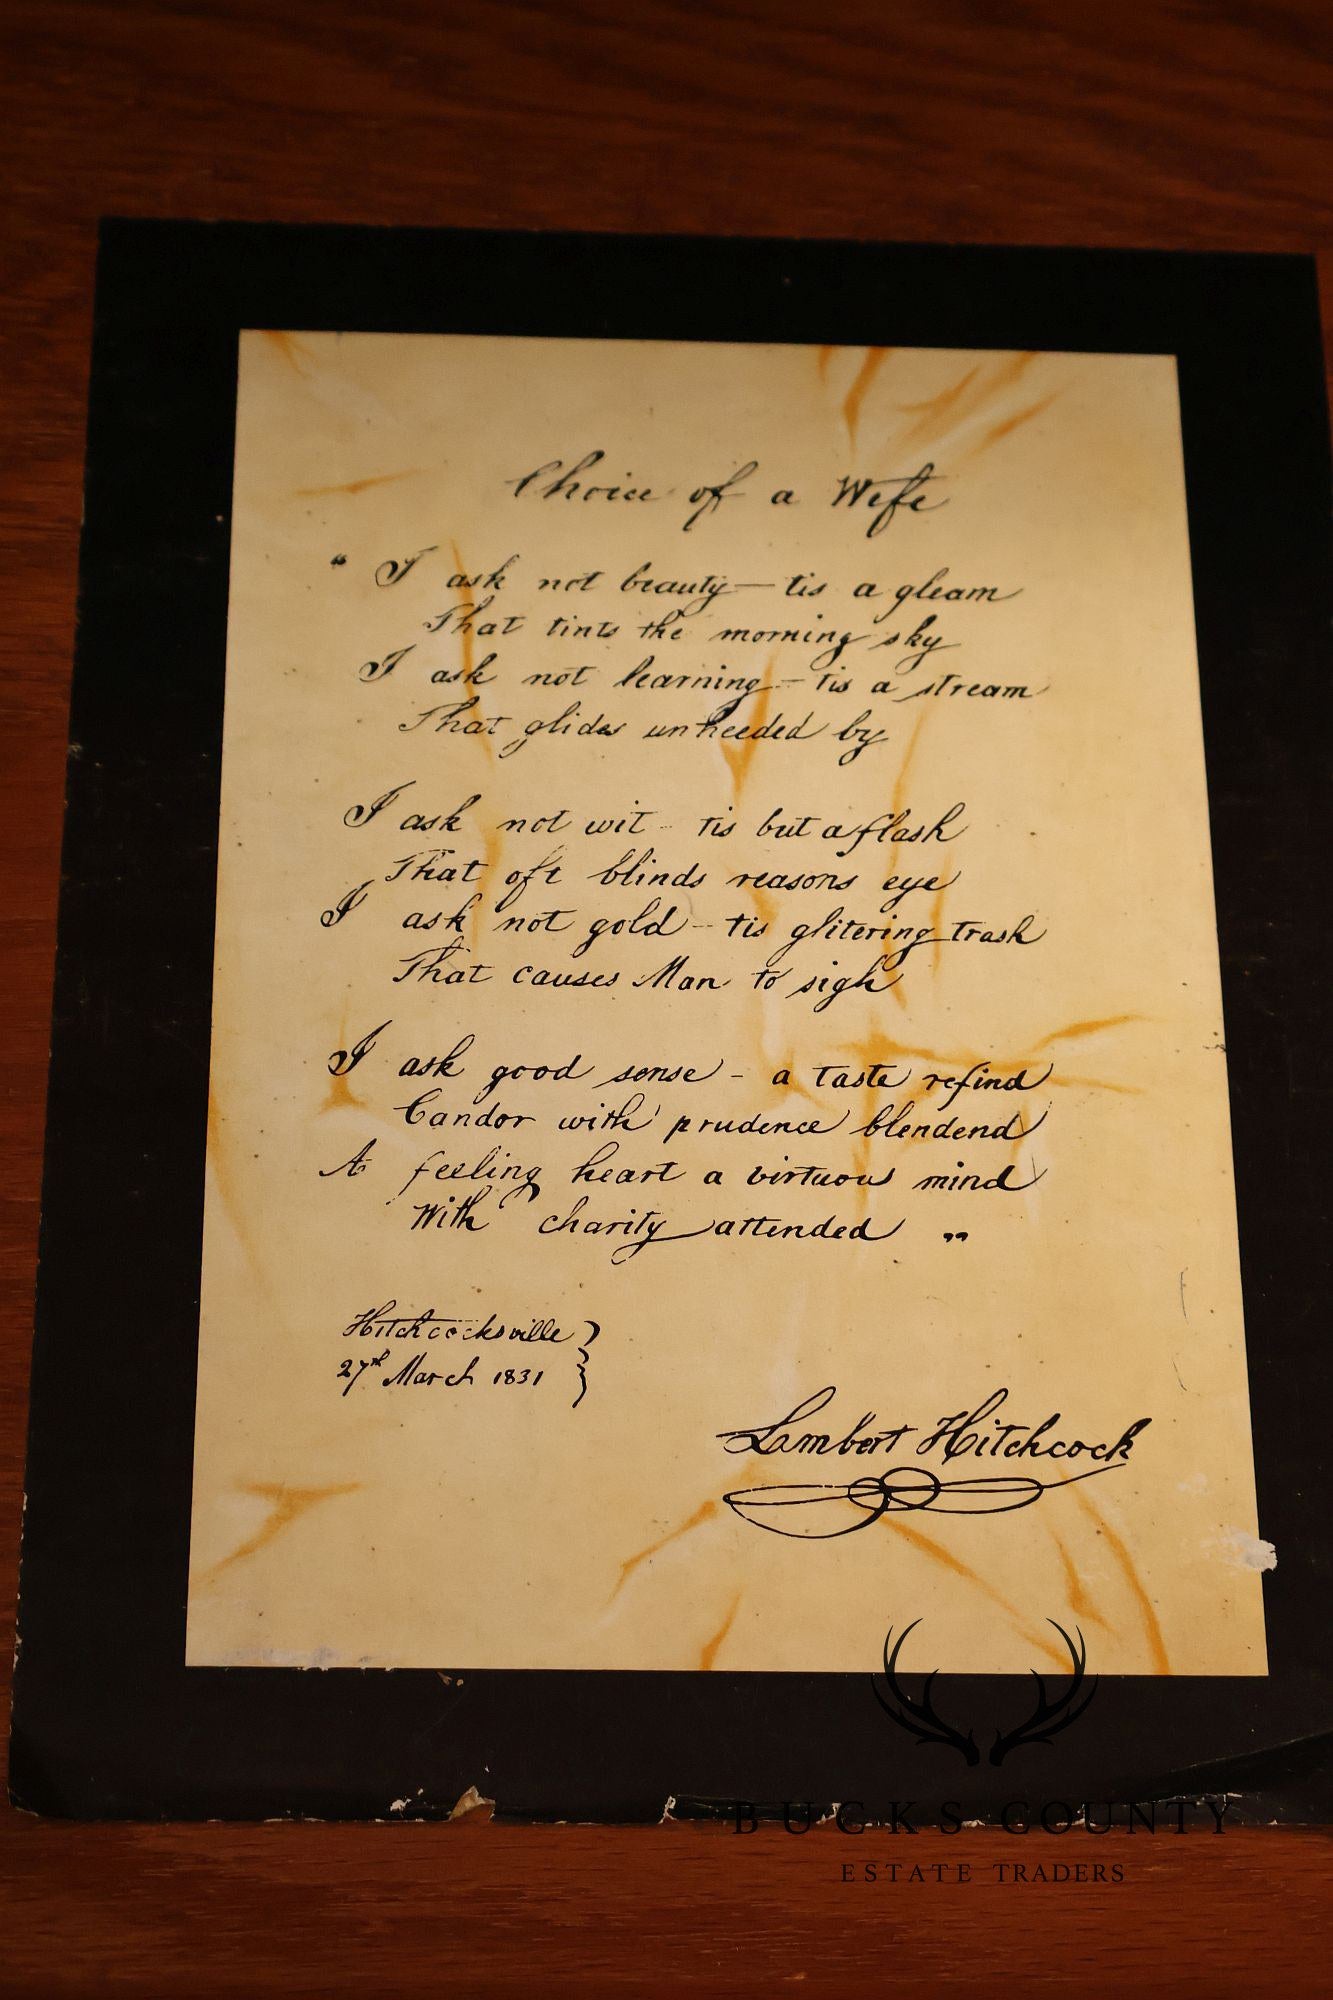 Choice of a Wife
" I ask not beauty — tis a gleam
That tints the morning sky
I ask not learning - tis a stream
That glides unheeded by
I ask not wit - tis but a flash
That oft blinds reasons eye
I ask not gold - tis glitering trash
That causes Man to sigh
I ask good sense - a taste refind
Candor with prudence blendend
A feeling heart a virtuous mind
With charity attended "
Hitchcocksville }
27th March 1831 }
Lambert Hitchcock
BUCKS COUNTY
ESTATE TRADERS